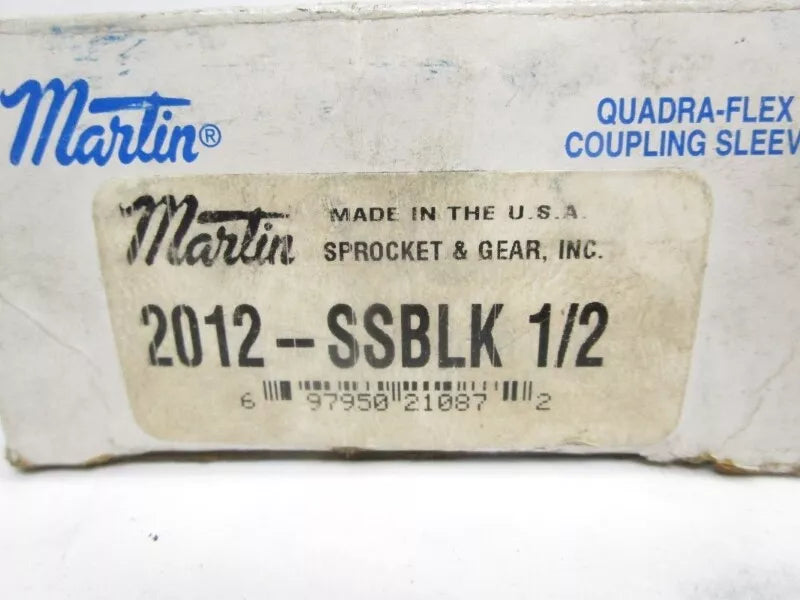 Martin®
QUADRA-FLEX
COUPLING SLEEV
Martin MADE IN THE U.S.A.
SPROCKET & GEAR, INC.
2012-SSBLK 1/2
6 97950 21087 2